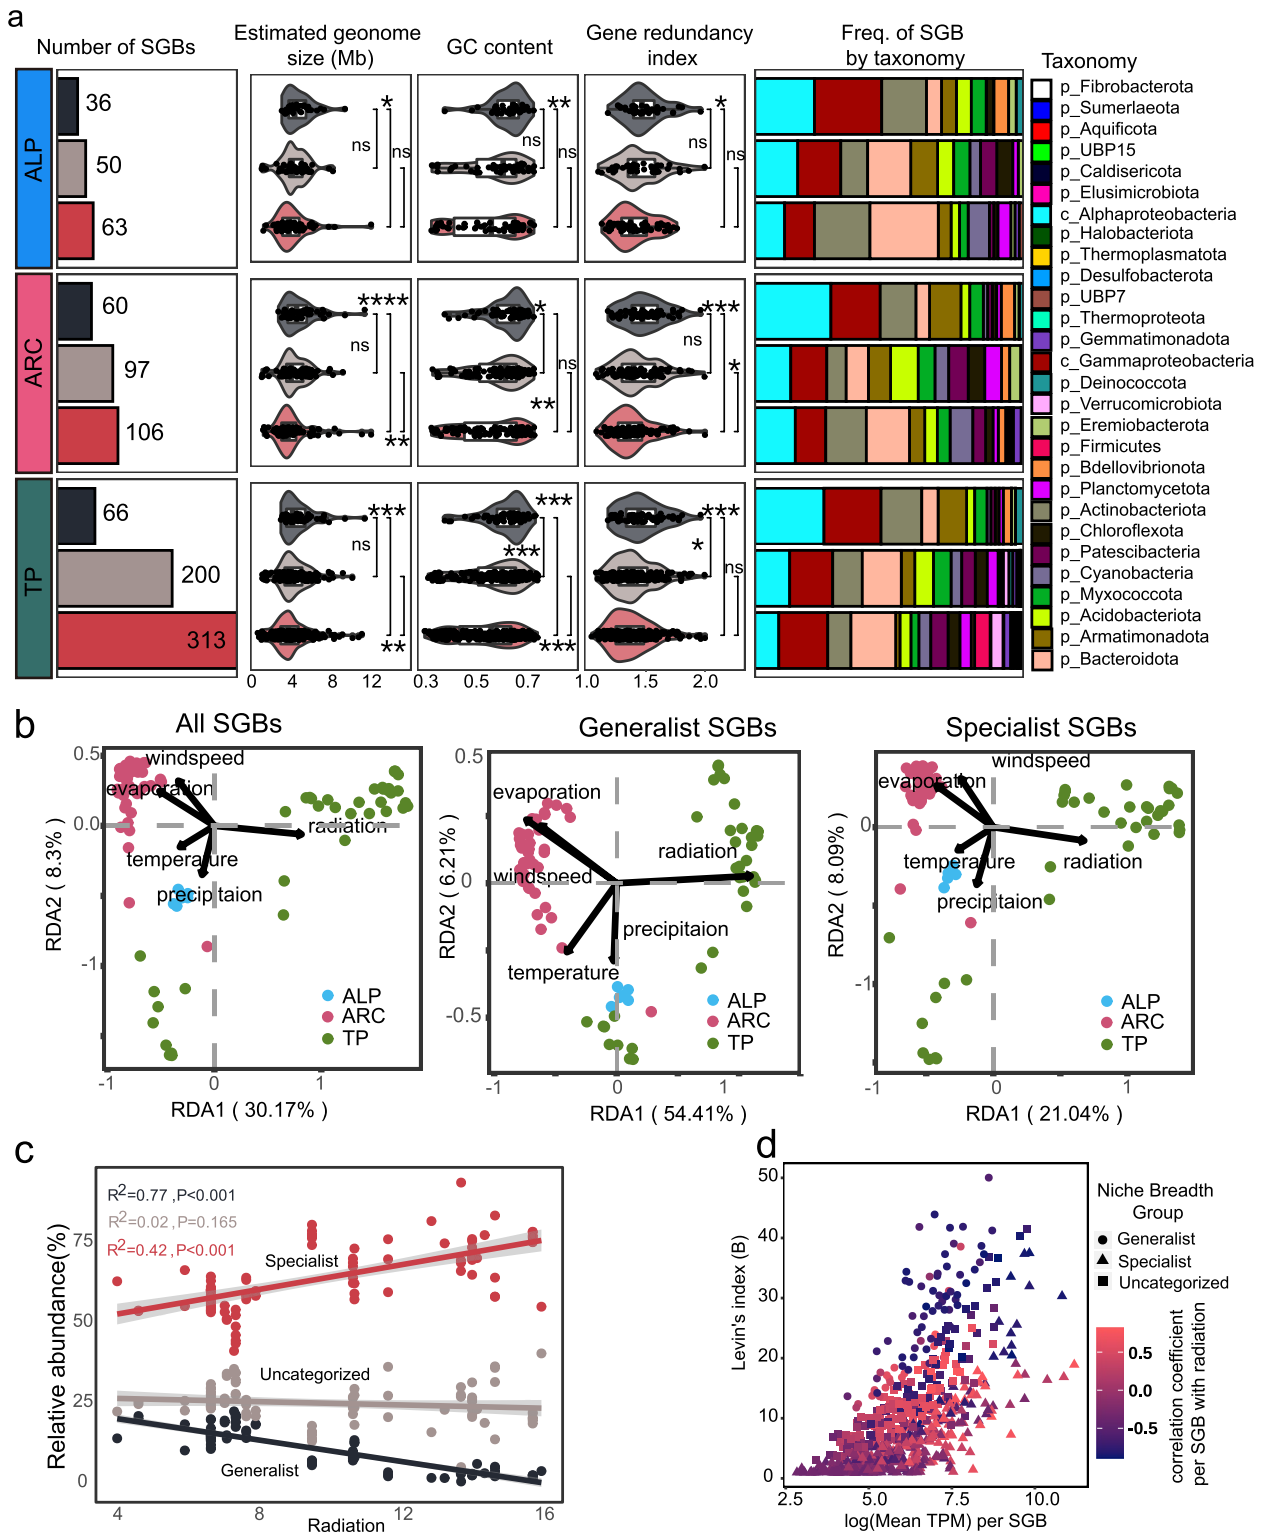 a
Number of SGBs
Estimated geonome
size (Mb)
GC content
Gene redundancy
index
Freq. of SGB
by taxonomy
Taxonomy
ALP
36
50
63
*
ns
ns
**
ns
ns
*
ns
ns
ARC
60
97
106
****
ns
**
*
ns
**
***
ns
*
TP
66
200
313
***
ns
**
***
***
***
***
*
ns
0 4 8 12
0.3 0.5 0.7
1.0 1.5 2.0
p_Fibrobacterota
p_Sumerlaeota
p_Aquificota
p_UBP15
p_Caldisericota
p_Elusimicrobiota
c_Alphaproteobacteria
p_Halobacteriota
p_Thermoplasmatota
p_Desulfobacterota
p_UBP7
p_Thermoproteota
p_Gemmatimonadota
c_Gammaproteobacteria
p_Deinococcota
p_Verrucomicrobiota
p_Eremiobacterota
p_Firmicutes
p_Bdellovibrionota
p_Planctomycetota
p_Actinobacteriota
p_Chloroflexota
p_Patescibacteria
p_Cyanobacteria
p_Myxococcota
p_Acidobacteriota
p_Armatimonadota
p_Bacteroidota
b
All SGBs
0.5
0.0
-1
RDA2 ( 8.3% )
windspeed
evaporation
radiation
temperature
precipitaion
ALP
ARC
TP
-1 0 1
RDA1 ( 30.17% )
Generalist SGBs
0.5
0
-0.5
RDA2 ( 6.21% )
evaporation
radiation
windspeed
precipitaion
temperature
ALP
ARC
TP
-1 0 1
RDA1 ( 54.41% )
Specialist SGBs
0
-1
RDA2 ( 8.09% )
windspeed
evaporation
temperature
radiation
precipitaion
ALP
ARC
TP
-1 0 1
RDA1 ( 21.04% )
c
R2=0.77 ,P<0.001
R2=0.02 ,P=0.165
R2=0.42 ,P<0.001
Relative abundance(%)
75
50
25
0
Specialist
Uncategorized
Generalist
4 8 12 16
Radiation
d
Levin's index (B)
50
40
30
20
10
0
2.5 5.0 7.5 10.0
log(Mean TPM) per SGB
Niche Breadth
Group
Generalist
Specialist
Uncategorized
0.5
0.0
-0.5
correlation coefficient
per SGB with radiation